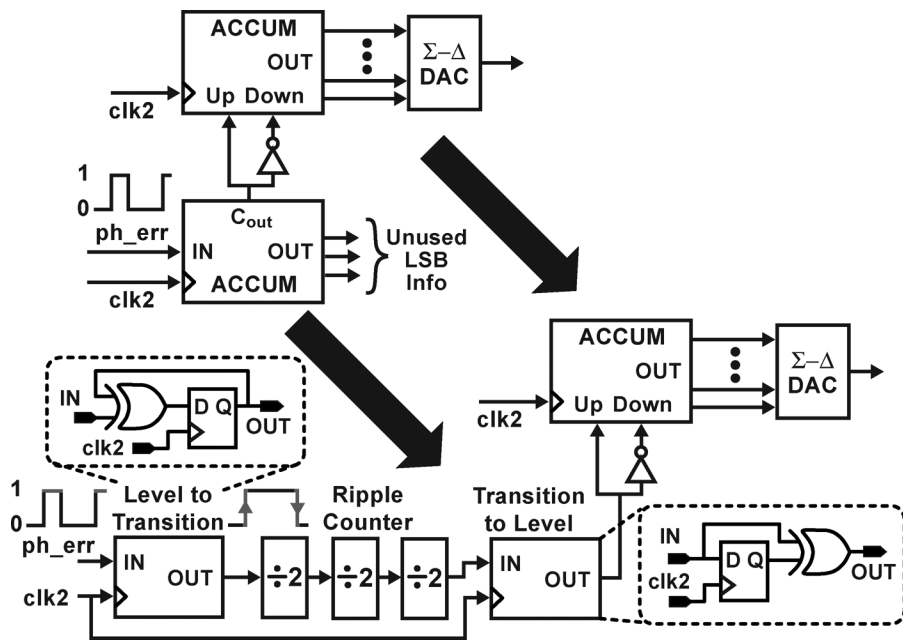 ACCUM
OUT
Up Down
clk2
Σ–Δ
DAC
1
0
ph_err
clk2
Cout
IN
OUT
ACCUM
Unused
LSB
Info
ACCUM
OUT
Up Down
clk2
Σ–Δ
DAC
IN
clk2
D Q
OUT
1
0
ph_err
clk2
Level to
Transition
IN
OUT
Ripple
Counter
÷2
÷2
÷2
Transition
to Level
IN
OUT
IN
clk2
D Q
OUT